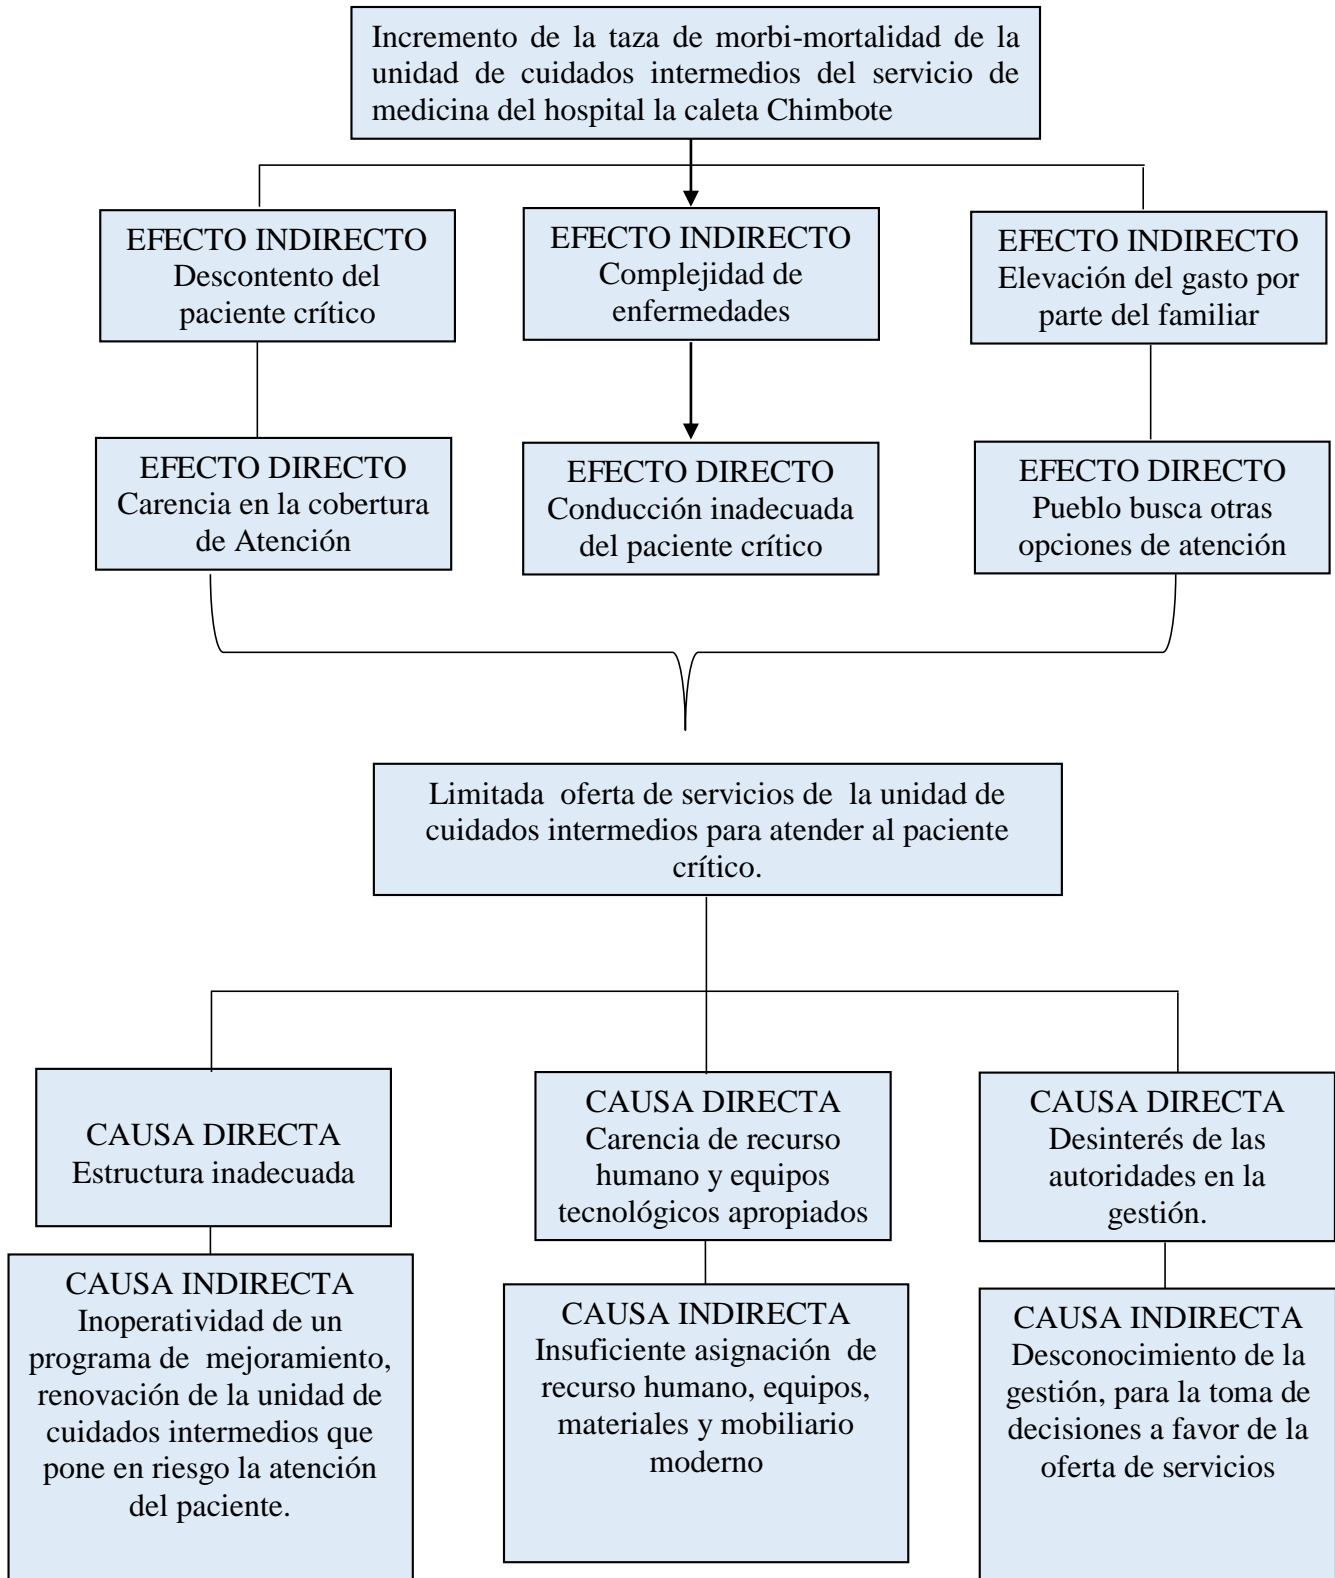 Incremento de la taza de morbi-mortalidad de la
unidad de cuidados intermedios del servicio de
medicina del hospital la caleta Chimbote
EFECTO INDIRECTO
Descontento del
paciente crítico
EFECTO INDIRECTO
Complejidad de
enfermedades
EFECTO INDIRECTO
Elevación del gasto por
parte del familiar
EFECTO DIRECTO
Carencia en la cobertura
de Atención
EFECTO DIRECTO
Conducción inadecuada
del paciente crítico
EFECTO DIRECTO
Pueblo busca otras
opciones de atención
Limitada oferta de servicios de la unidad de
cuidados intermedios para atender al paciente
crítico.
CAUSA DIRECTA
Estructura inadecuada
CAUSA DIRECTA
Carencia de recurso
humano y equipos
tecnológicos apropiados
CAUSA DIRECTA
Desinterés de las
autoridades en la
gestión.
CAUSA INDIRECTA
Inoperatividad de un
programa de mejoramiento,
renovación de la unidad de
cuidados intermedios que
pone en riesgo la atención
del paciente.
CAUSA INDIRECTA
Insuficiente asignación de
recurso humano, equipos,
materiales y mobiliario
moderno
CAUSA INDIRECTA
Desconocimiento de la
gestión, para la toma de
decisiones a favor de la
oferta de servicios